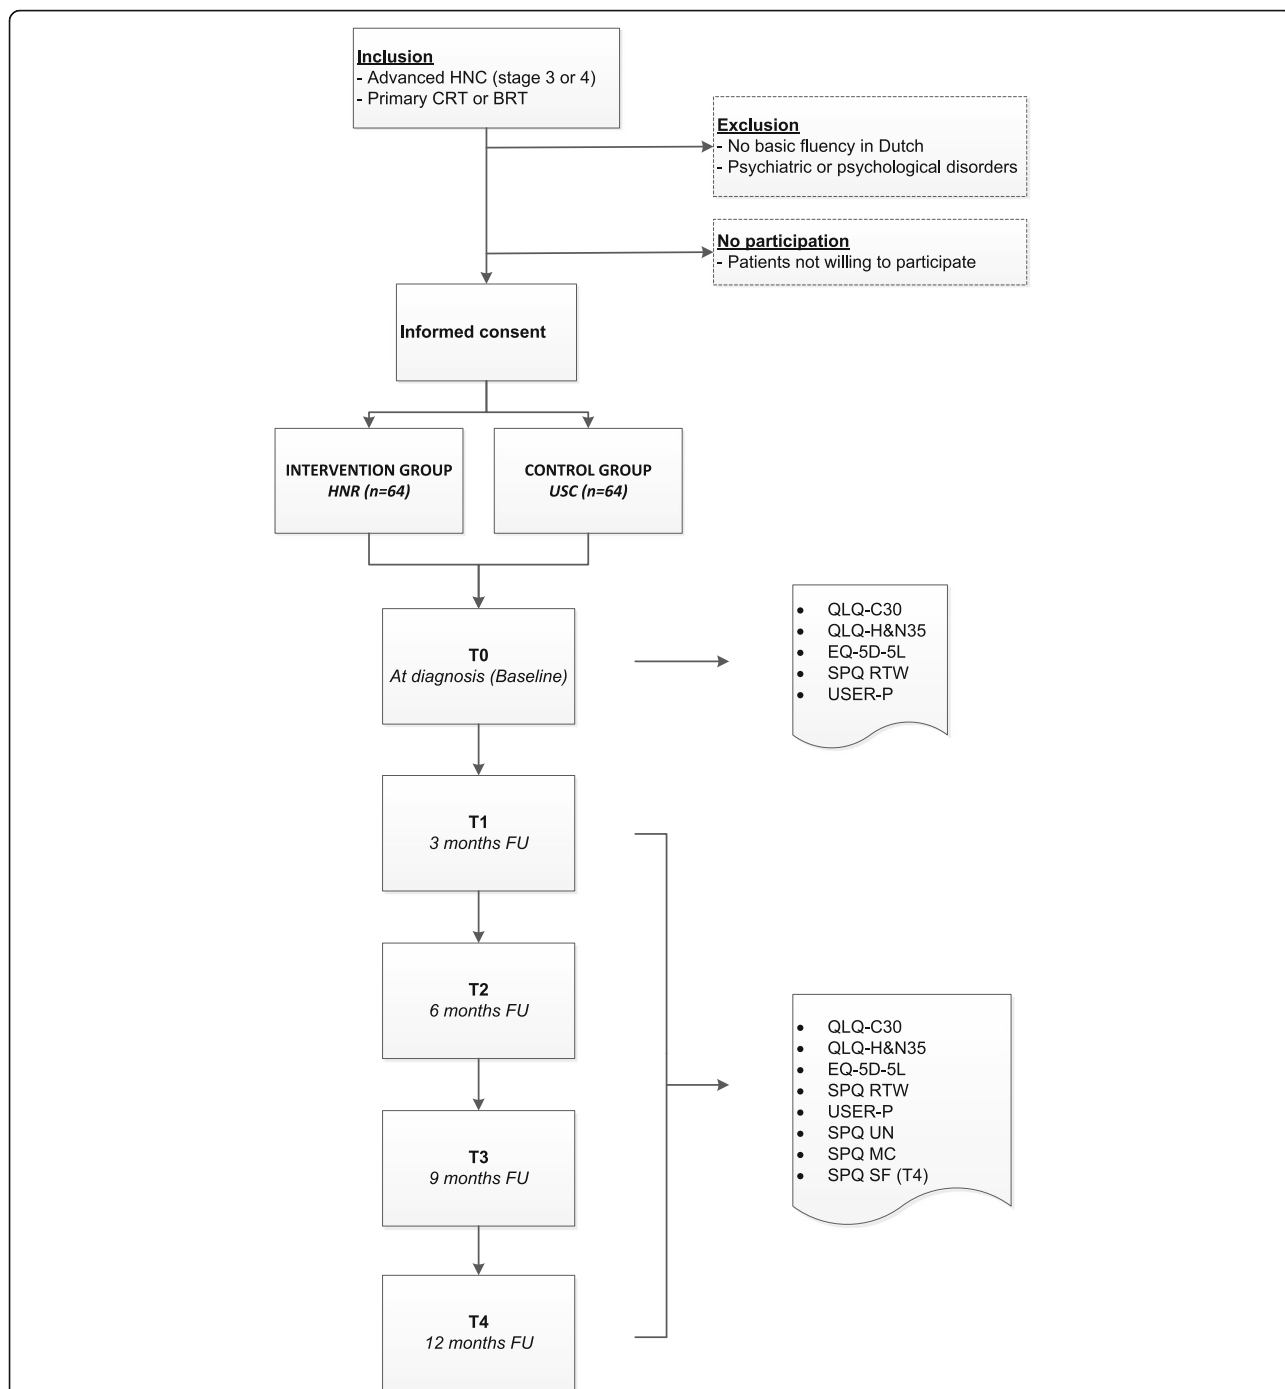 Inclusion
- Advanced HNC (stage 3 or 4)
- Primary CRT or BRT
Exclusion
- No basic fluency in Dutch
- Psychiatric or psychological disorders
No participation
- Patients not willing to participate
Informed consent
INTERVENTION GROUP
HNR (n=64)
CONTROL GROUP
USC (n=64)
T0
At diagnosis (Baseline)
• QLQ-C30
• QLQ-H&N35
• EQ-5D-5L
• SPQ RTW
• USER-P
T1
3 months FU
T2
6 months FU
T3
9 months FU
T4
12 months FU
• QLQ-C30
• QLQ-H&N35
• EQ-5D-5L
• SPQ RTW
• USER-P
• SPQ UN
• SPQ MC
• SPQ SF (T4)